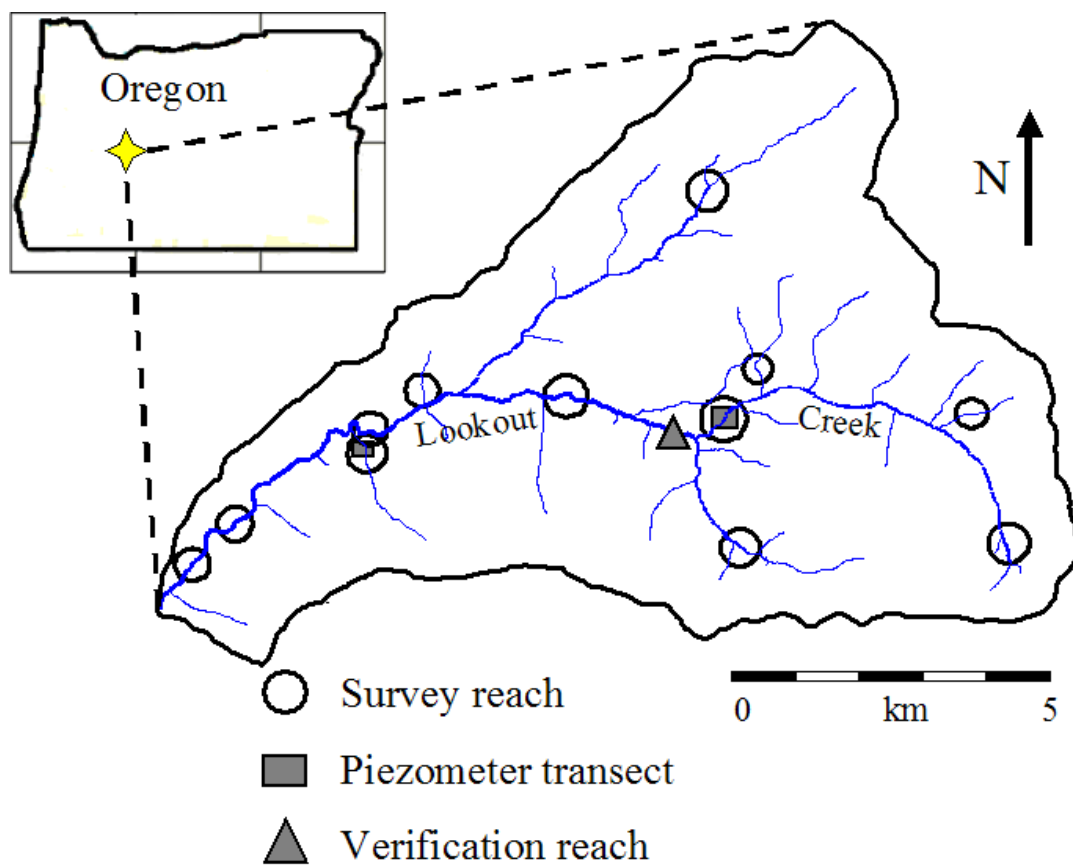 Oregon
N
Lookout
Creek
Survey reach
0 km 5
Piezometer transect
Verification reach